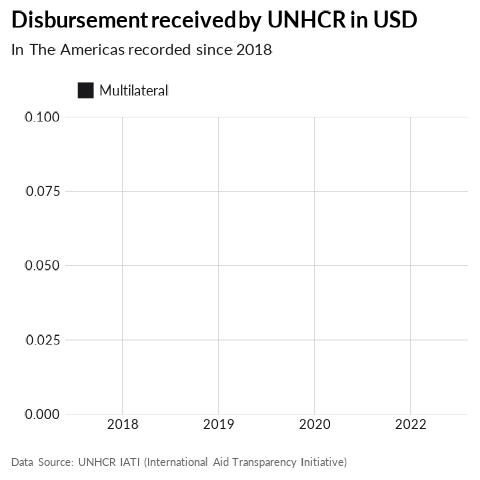 Disbursement received by UNHCR in USD
In The Americas recorded since 2018
Multilateral
0.100
0.075
0.050
0.025
0.000
2018 2019 2020 2022
Data Source: UNHCR IATI (International Aid Transparency Initiative)